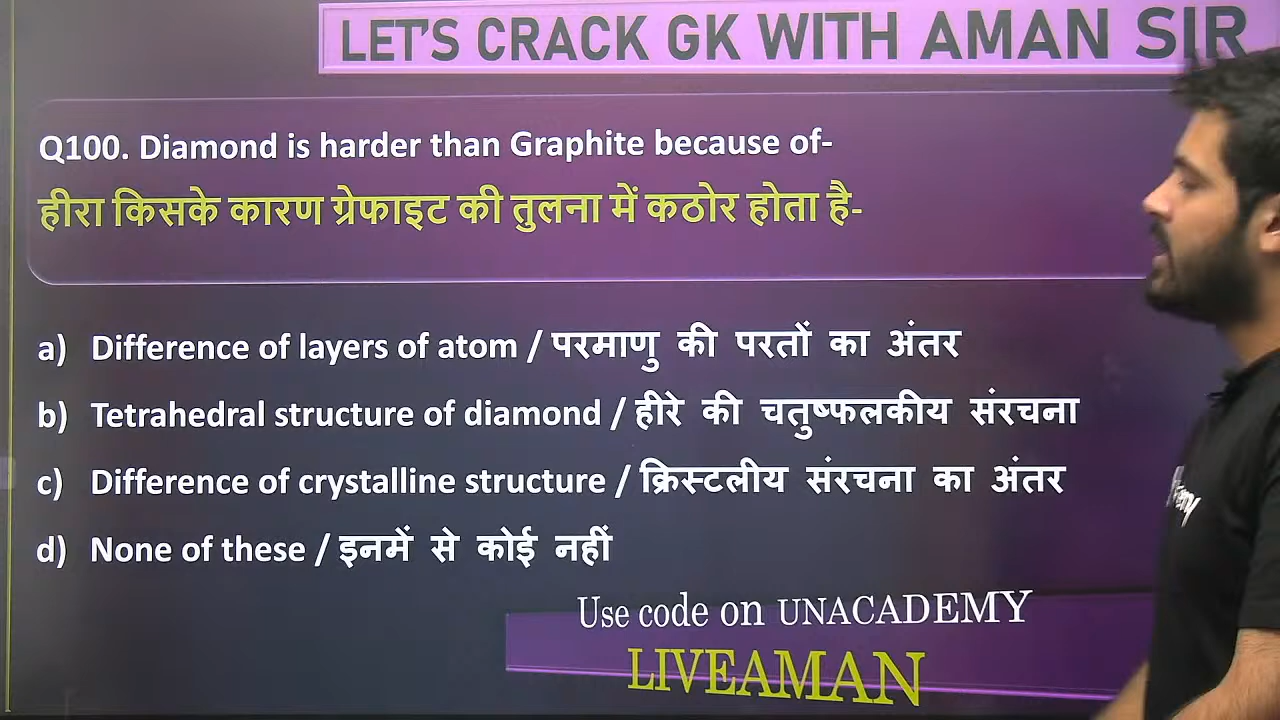 LET'S CRACK GK WITH AMAN SIR
Q100. Diamond is harder than Graphite because of-
हीरा किसके कारण ग्रेफाइट की तुलना में कठोर होता है-
a) Difference of layers of atom / परमाणु की परतों का अंतर
b) Tetrahedral structure of diamond / हीरे की चतुष्फलकीय संरचना
c) Difference of crystalline structure / क्रिस्टलीय संरचना का अंतर
d) None of these / इनमें से कोई नहीं
Use code on UNACADEMY
LIVEAMAN